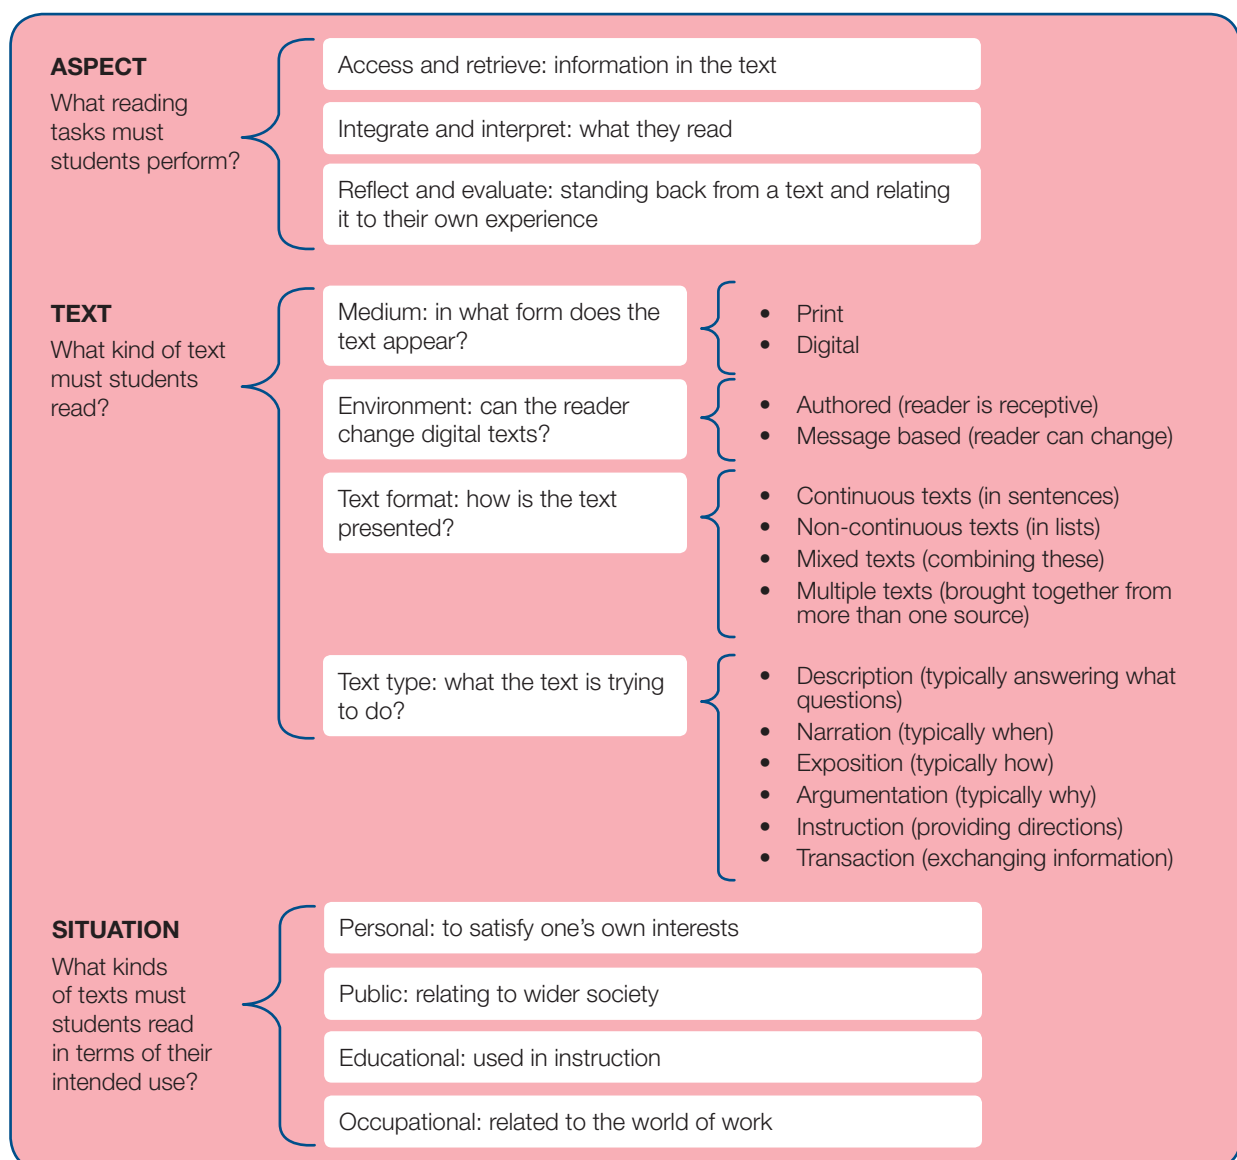 ASPECT
What reading
tasks must
students perform?
Access and retrieve: information in the text
Integrate and interpret: what they read
Reflect and evaluate: standing back from a text and relating
it to their own experience
TEXT
What kind of text
must students
read?
Medium: in what form does the
text appear?
• Print
• Digital
Environment: can the reader
change digital texts?
• Authored (reader is receptive)
• Message based (reader can change)
Text format: how is the text
presented?
• Continuous texts (in sentences)
• Non-continuous texts (in lists)
• Mixed texts (combining these)
• Multiple texts (brought together from
more than one source)
Text type: what the text is trying
to do?
• Description (typically answering what
questions)
• Narration (typically when)
• Exposition (typically how)
• Argumentation (typically why)
• Instruction (providing directions)
• Transaction (exchanging information)
SITUATION
What kinds
of texts must
students read
in terms of their
intended use?
Personal: to satisfy one’s own interests
Public: relating to wider society
Educational: used in instruction
Occupational: related to the world of work